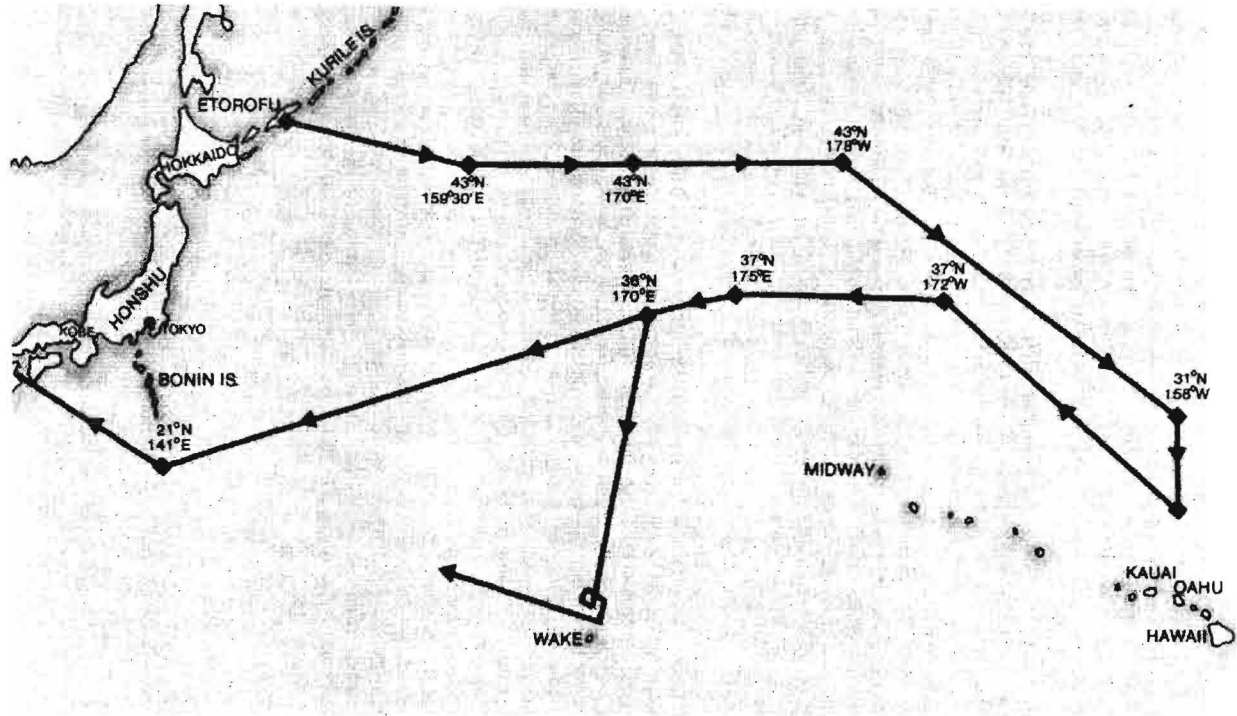 KURILE IS.
ETOROFU
HOKKAIDO
43°N
159°30'E
43°N
170°E
43°N
178°W
HONSHU
KOBE
TOKYO
BONIN IS.
21°N
141°E
36°N
170°E
37°N
175°E
37°N
172°W
31°N
158°W
MIDWAY
KAUAI
OAHU
HAWAII
WAKE